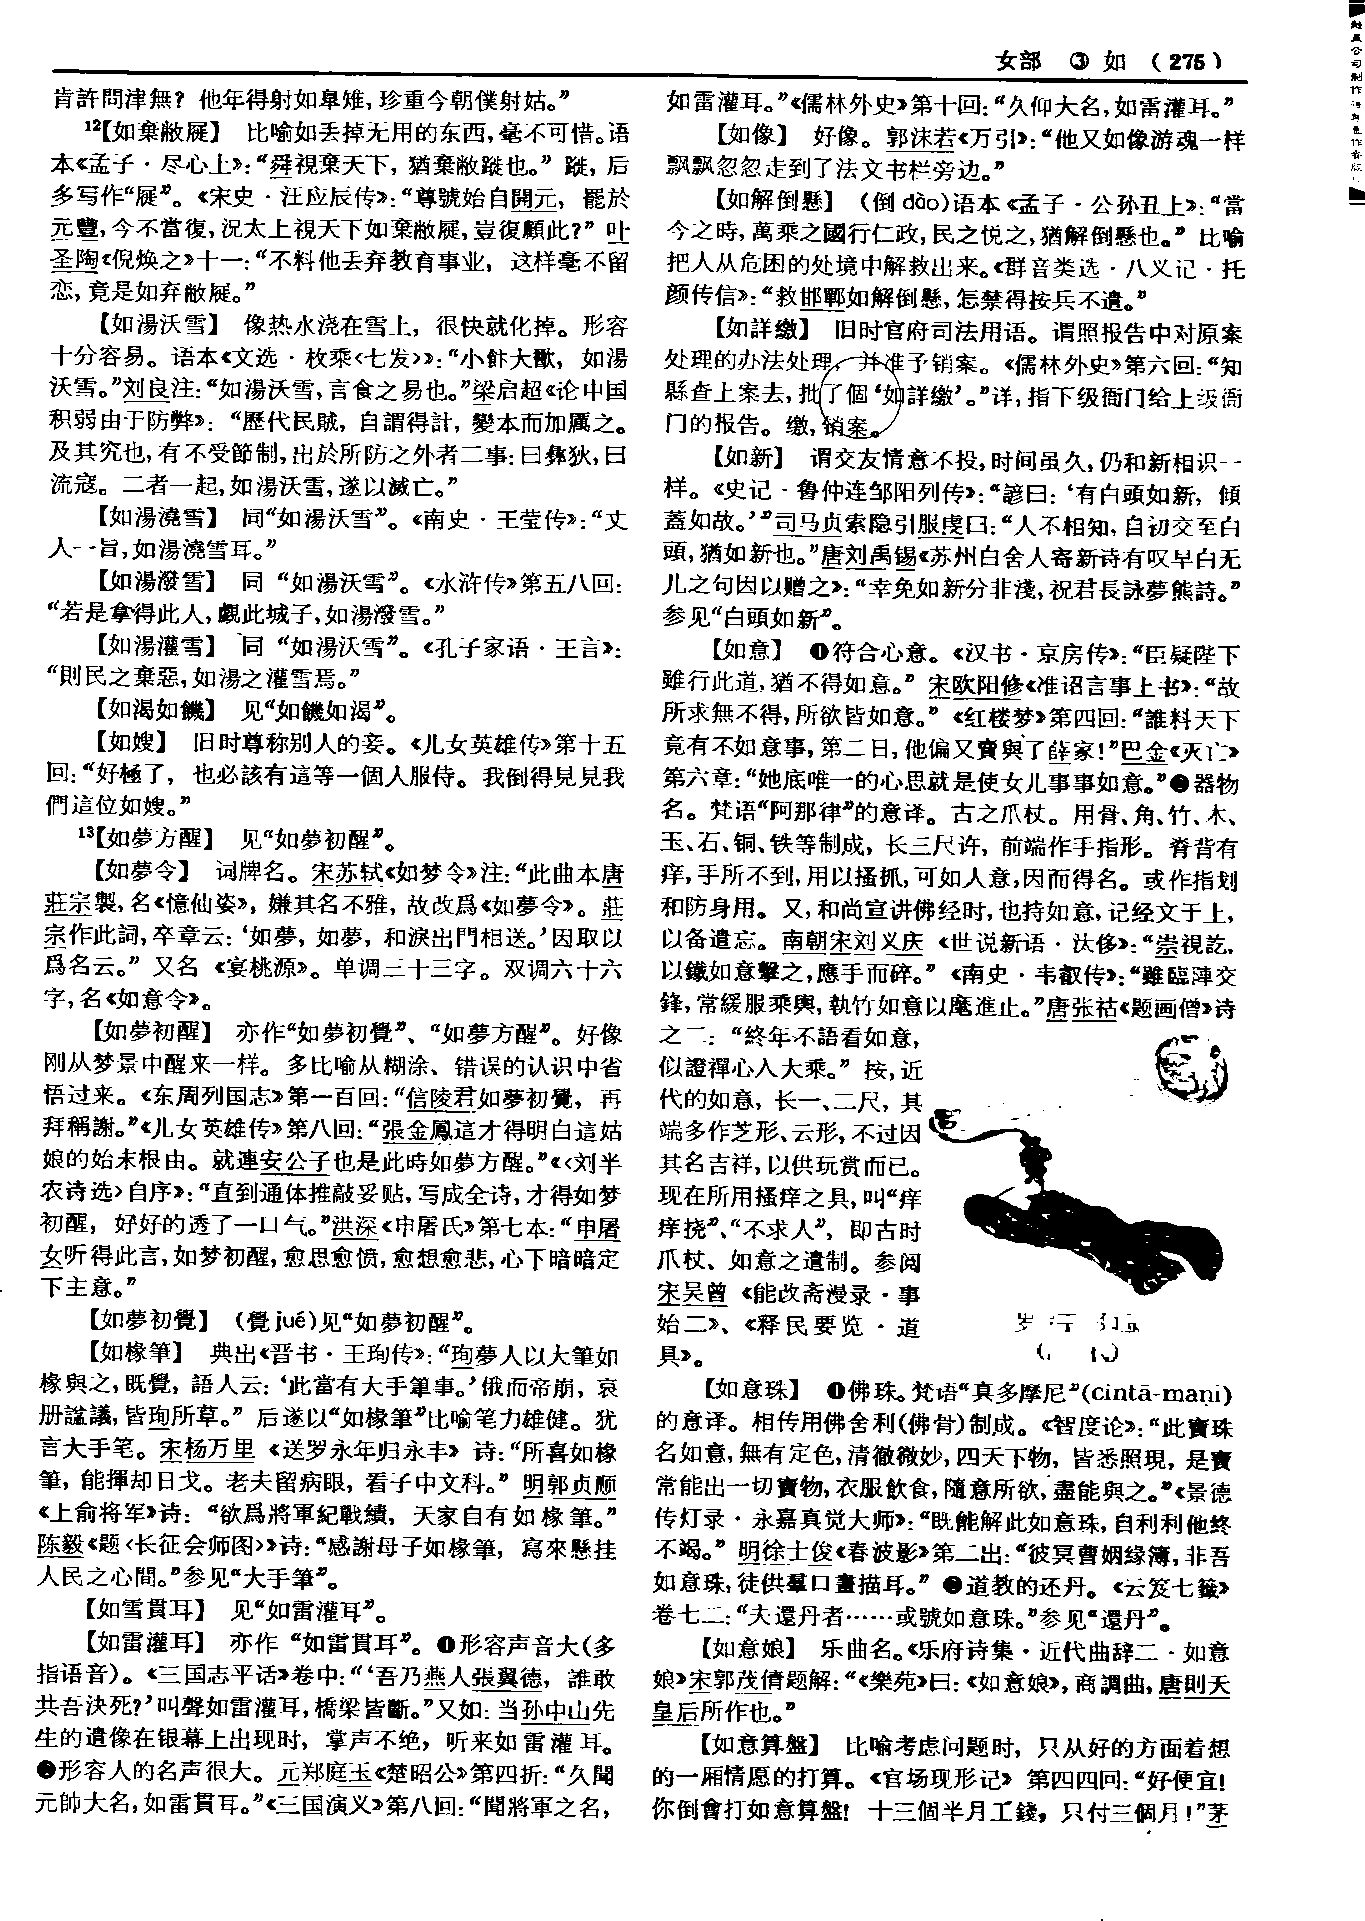 女部 ③ 如 (275)
肯許問津無？他年得射如皋雉，珍重今朝僕射姑。”
¹²【如棄敝屣】 比喻如丢掉无用的东西，毫不可惜。语
本《孟子·尽心上》：“舜視棄天下，猶棄敝蹝也。”蹝，后
多写作“屣”。《宋史·汪应辰传》：“尊號始自開元，罷於
元豐，今不當復，況太上視天下如棄敝屣，豈復顧此？”叶
圣陶《倪焕之》十一：“不料他丢弃教育事业，这样毫不留
恋，竟是如弃敝屣。”
【如湯沃雪】 像热水浇在雪上，很快就化掉。形容
十分容易。语本《文选·枚乘〈七发〉》：“小飰大歠，如湯
沃雪。”刘良注：“如湯沃雪，言食之易也。”梁启超《论中国
积弱由于防弊》：“歷代民賊，自謂得計，變本而加厲之。
及其究也，有不受節制，出於所防之外者二事：曰彝狄，曰
流寇。二者一起，如湯沃雪，遂以滅亡。”
【如湯澆雪】 同“如湯沃雪”。《南史·王莹传》：“丈
人一旨，如湯澆雪耳。”
【如湯潑雪】 同“如湯沃雪”。《水浒传》第五八回：
“若是拿得此人，覷此城子，如湯潑雪。”
【如湯灌雪】 同“如湯沃雪”。《孔子家语·王言》：
“則民之棄惡，如湯之灌雪焉。”
【如渴如饑】 见“如饑如渴”。
【如嫂】 旧时尊称别人的妾。《儿女英雄传》第十五
回：“好極了，也必該有這等一個人服侍。我倒得見見我
們這位如嫂。”
¹³【如夢方醒】 见“如夢初醒”。
【如夢令】 词牌名。宋苏轼《如梦令》注：“此曲本唐
莊宗製，名《憶仙姿》，嫌其名不雅，故改爲《如夢令》。莊
宗作此詞，卒章云：‘如夢，如夢，和淚出門相送。’因取以
爲名云。”又名《宴桃源》。单调三十三字。双调六十六
字，名《如意令》。
【如夢初醒】 亦作“如夢初覺”、“如夢方醒”。好像
刚从梦景中醒来一样。多比喻从糊涂、错误的认识中省
悟过来。《东周列国志》第一百回：“信陵君如夢初覺，再
拜稱謝。”《儿女英雄传》第八回：“張金鳳這才得明白這姑
娘的始末根由。就連安公子也是此時如夢方醒。”《〈刘半
农诗选〉自序》：“直到通体推敲妥贴，写成全诗，才得如梦
初醒，好好的透了一口气。”洪深《申屠氏》第七本：“申屠
女听得此言，如梦初醒，愈思愈愤，愈想愈悲，心下暗暗定
下主意。”
【如夢初覺】 (覺jué)见“如夢初醒”。
【如椽筆】 典出《晋书·王珣传》：“珣夢人以大筆如
椽與之，既覺，語人云：‘此當有大手筆事。’俄而帝崩，哀
册諡議，皆珣所草。”后遂以“如椽筆”比喻笔力雄健。犹
言大手笔。宋杨万里《送罗永年归永丰》诗：“所喜如椽
筆，能揮却日戈。老夫留病眼，看子中文科。”明郭贞顺
《上俞将军》诗：“欲爲將軍紀戰績，天家自有如椽筆。”
陈毅《题〈长征会师图〉》诗：“感謝母子如椽筆，寫來懸挂
人民之心間。”参见“大手筆”。
【如雪貫耳】 见“如雷灌耳”。
【如雷灌耳】 亦作“如雷貫耳”。❶形容声音大(多
指语音)。《三国志平话》卷中：“‘吾乃燕人張翼德，誰敢
共吾決死？’叫聲如雷灌耳，橋梁皆斷。”又如：当孙中山先
生的遗像在银幕上出现时，掌声不绝，听来如雷灌耳。
❷形容人的名声很大。元郑庭玉《楚昭公》第四折：“久聞
元帥大名，如雷貫耳。”《三国演义》第八回：“聞將軍之名，
如雷灌耳。”《儒林外史》第十回：“久仰大名，如雷灌耳。”
【如像】 好像。郭沫若《万引》：“他又如像游魂一样
飘飘忽忽走到了法文书栏旁边。”
【如解倒懸】 (倒dào)语本《孟子·公孙丑上》：“當
今之時，萬乘之國行仁政，民之悦之，猶解倒懸也。”比喻
把人从危困的处境中解救出来。《群音类选·八义记·托
颜传信》：“救邯鄲如解倒懸，怎禁得按兵不遣。”
【如詳繳】 旧时官府司法用语。谓照报告中对原案
处理的办法处理，并准予销案。《儒林外史》第六回：“知
縣查上案去，批了個‘如詳繳’。”详，指下级衙门给上级衙
门的报告。缴，销案。
【如新】 谓交友情意不投，时间虽久，仍和新相识一
样。《史记·鲁仲连邹阳列传》：“諺曰：‘有白頭如新，傾
蓋如故。’”司马贞索隐引服虔曰：“人不相知，自初交至白
頭，猶如新也。”唐刘禹锡《苏州白舍人寄新诗有叹早白无
儿之句因以赠之》：“幸免如新分非淺，祝君長詠夢熊詩。”
参见“白頭如新”。
【如意】 ❶符合心意。《汉书·京房传》：“臣疑陛下
雖行此道，猶不得如意。”宋欧阳修《准诏言事上书》：“故
所求無不得，所欲皆如意。”《红楼梦》第四回：“誰料天下
竟有不如意事，第二日，他偏又賣與了薛家！”巴金《灭亡》
第六章：“她底唯一的心思就是使女儿事事如意。”❷器物
名。梵语“阿那律”的意译。古之爪杖。用骨、角、竹、木、
玉、石、铜、铁等制成，长三尺许，前端作手指形。脊背有
痒，手所不到，用以搔抓，可如人意，因而得名。或作指划
和防身用。又，和尚宣讲佛经时，也持如意，记经文于上，
以备遗忘。南朝宋刘义庆《世说新语·汰侈》：“崇視訖，
以鐵如意擊之，應手而碎。”《南史·韦叡传》：“雖臨陣交
鋒，常緩服乘輿，執竹如意以麾進止。”唐张祜《题画僧》诗
之二：“終年不語看如意，
似證禪心入大乘。”按，近
代的如意，长一、二尺，其
端多作芝形、云形，不过因
其名吉祥，以供玩赏而已。
现在所用搔痒之具，叫“痒
痒挠”、“不求人”，即古时
爪杖、如意之遗制。参阅
宋吴曾《能改斋漫录·事
始二》、《释氏要览·道
具》。
【如意珠】 ❶佛珠。梵语“真多摩尼”(cintā-maṇi)
的意译。相传用佛舍利(佛骨)制成。《智度论》：“此寶珠
名如意，無有定色，清徹微妙，四天下物，皆悉照現，是寶
常能出一切寶物，衣服飲食，隨意所欲，盡能與之。”《景德
传灯录·永嘉真觉大师》：“既能解此如意珠，自利利他終
不竭。”明徐士俊《春波影》第二出：“彼冥曹姻缘簿，非吾
如意珠，徒供羣口畫描耳。”❷道教的还丹。《云笈七籤》
卷七二：“大還丹者……或號如意珠。”参见“還丹”。
【如意娘】 乐曲名。《乐府诗集·近代曲辞二·如意
娘》宋郭茂倩题解：“《樂苑》曰：《如意娘》，商調曲，唐則天
皇后所作也。”
【如意算盤】 比喻考虑问题时，只从好的方面着想
的一厢情愿的打算。《官场现形记》第四四回：“好便宜！
你倒會打如意算盤！十三個半月工錢，只付三個月！”茅